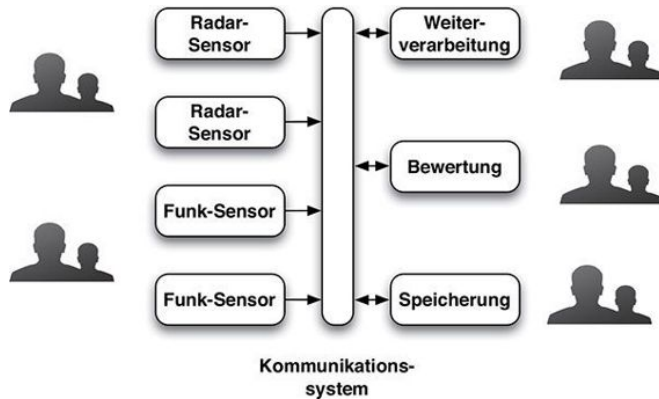 Radar-
Sensor
Weiter-
verarbeitung
Radar-
Sensor
Bewertung
Funk-Sensor
Funk-Sensor
Speicherung
Kommunikations-
system